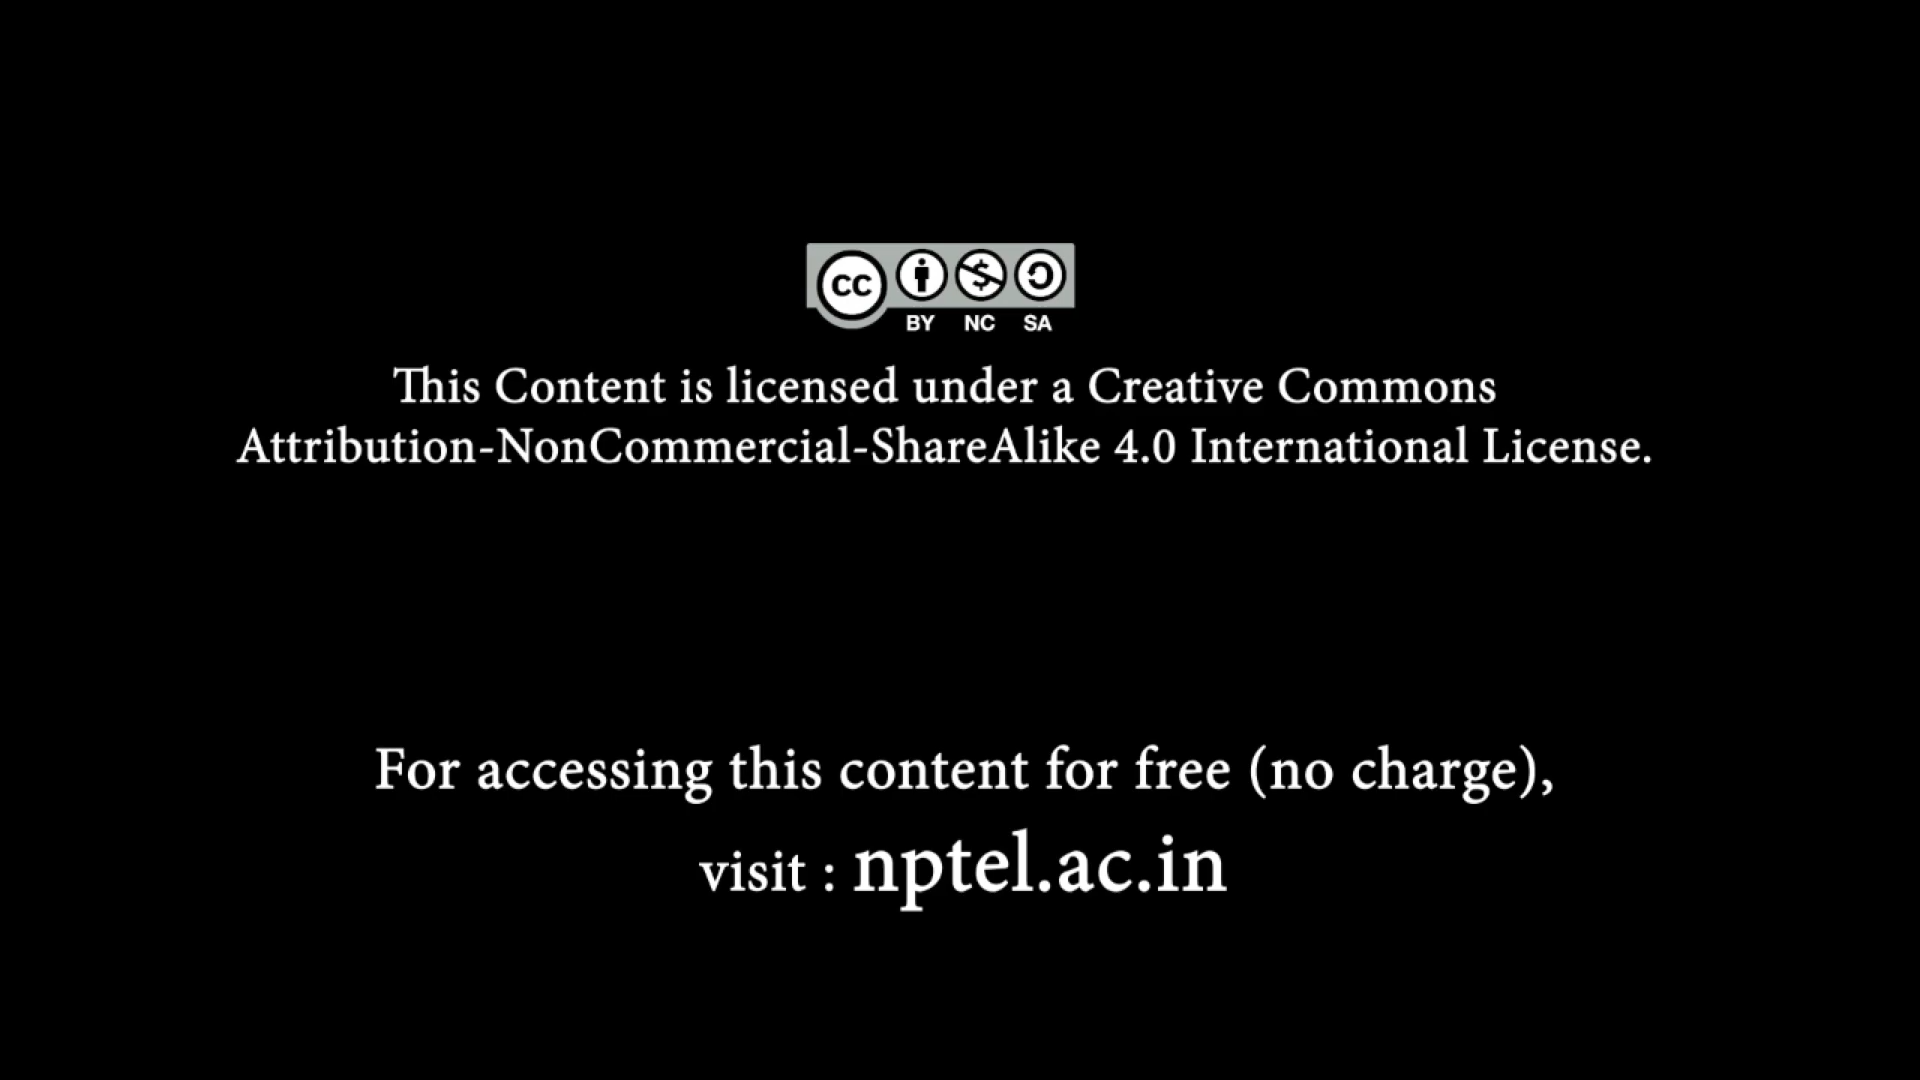 CC BY NC SA
This Content is licensed under a Creative Commons
Attribution-NonCommercial-ShareAlike 4.0 International License.
For accessing this content for free (no charge),
visit : nptel.ac.in